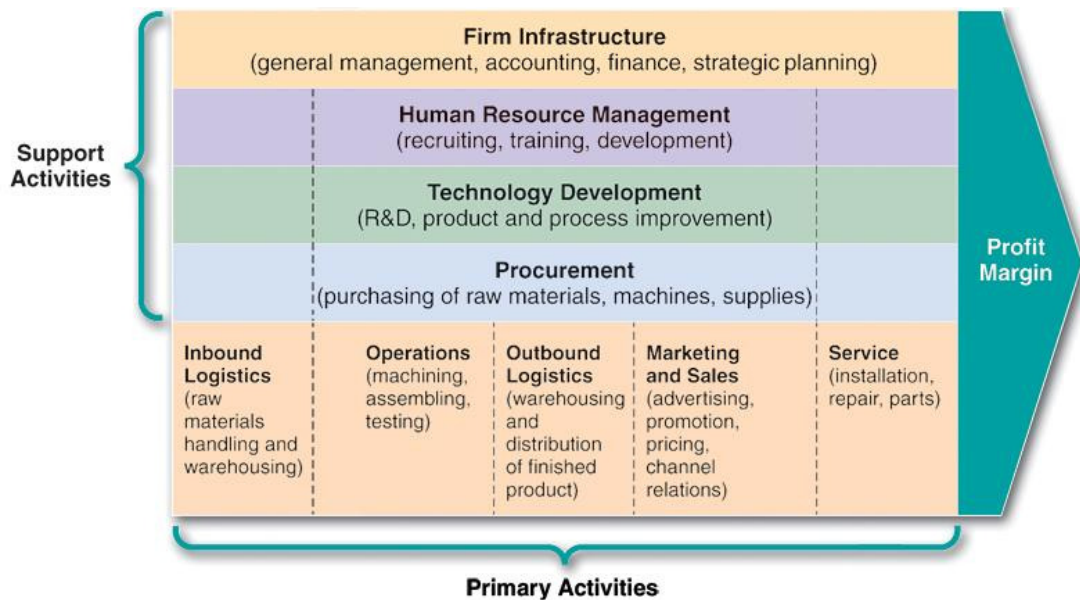 Firm Infrastructure
(general management, accounting, finance, strategic planning)
Human Resource Management
(recruiting, training, development)
Support
Activities
Technology Development
(R&D, product and process improvement)
Procurement
(purchasing of raw materials, machines, supplies)
Profit
Margin
Inbound
Logistics
(raw
materials
handling and
warehousing)
Operations
(machining,
assembling,
testing)
Outbound
Logistics
(warehousing
and
distribution
of finished
product)
Marketing
and Sales
(advertising,
promotion,
pricing,
channel
relations)
Service
(installation,
repair, parts)
Primary Activities